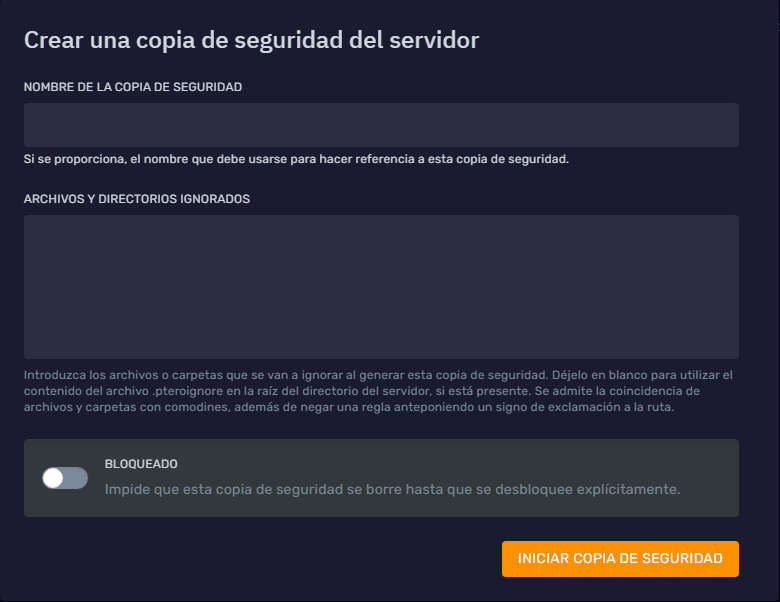 Crear una copia de seguridad del servidor
NOMBRE DE LA COPIA DE SEGURIDAD
Si se proporciona, el nombre que debe usarse para hacer referencia a esta copia de seguridad.
ARCHIVOS Y DIRECTORIOS IGNORADOS
Introduzca los archivos o carpetas que se van a ignorar al generar esta copia de seguridad. Déjelo en blanco para utilizar el
contenido del archivo .pteroignore en la raíz del directorio del servidor, si está presente. Se admite la coincidencia de
archivos y carpetas con comodines, además de negar una regla anteponiendo un signo de exclamación a la ruta.
BLOQUEADO
Impide que esta copia de seguridad se borre hasta que se desbloquee explícitamente.
INICIAR COPIA DE SEGURIDAD